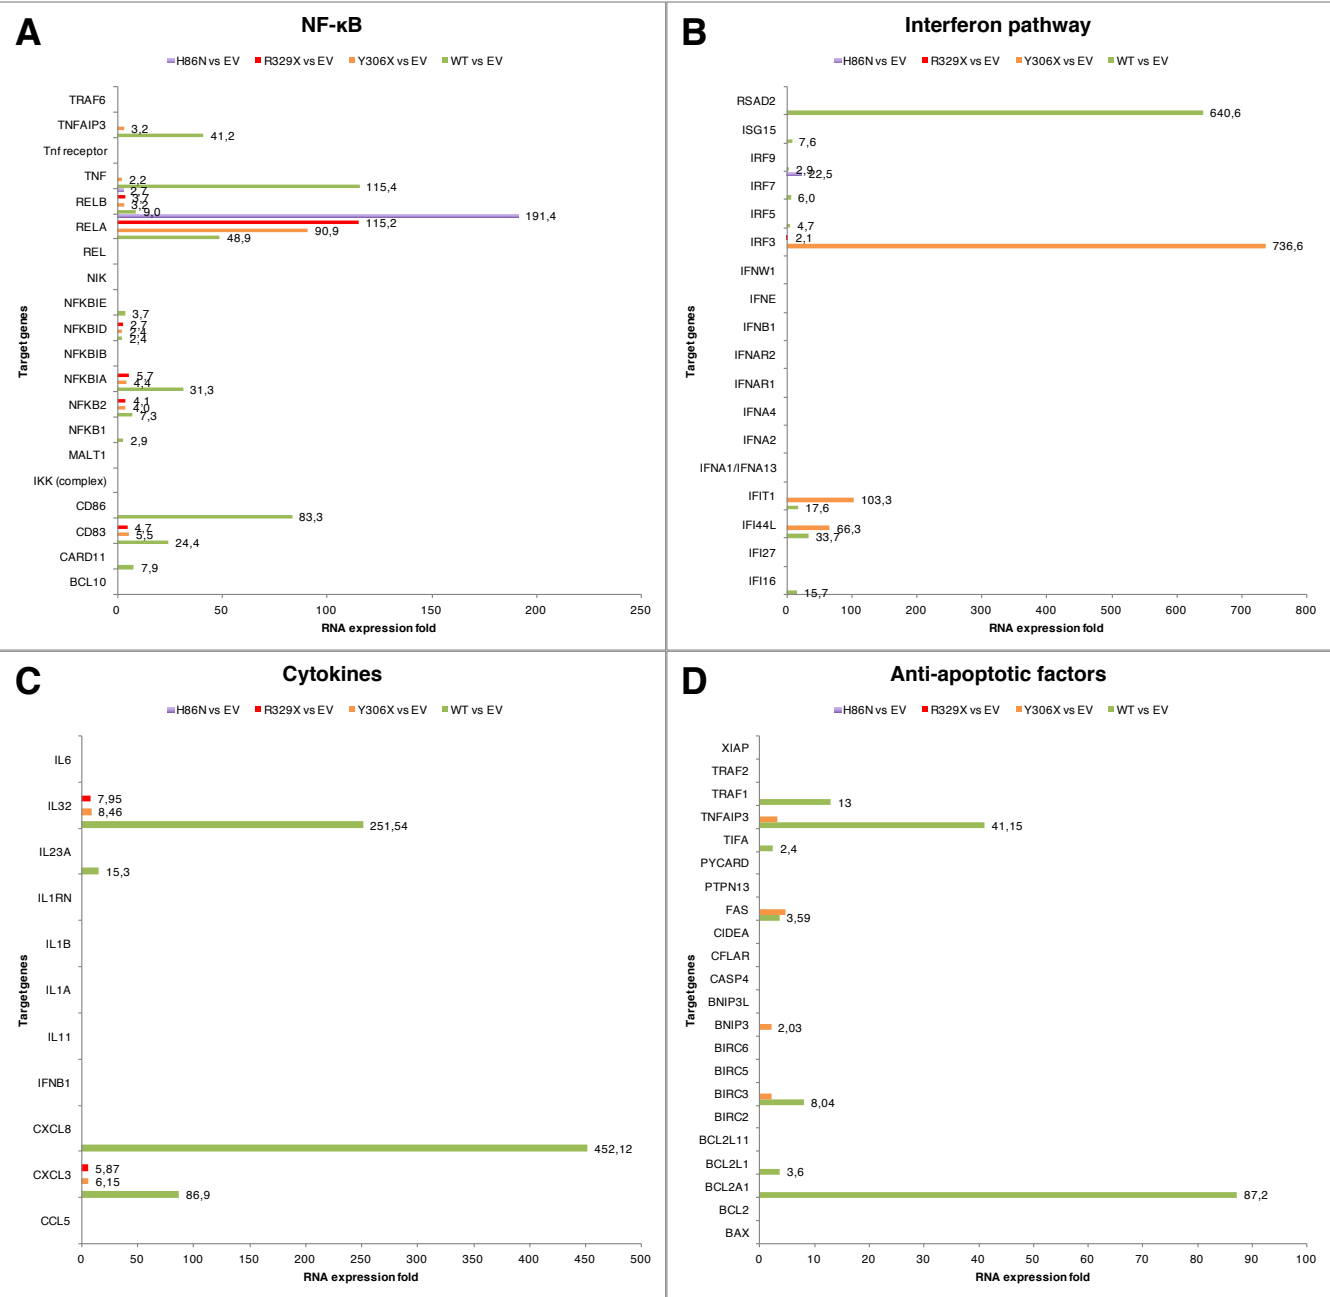 A
NF-κB
H86N vs EV R329X vs EV Y306X vs EV WT vs EV
Target genes
TRAF6
TNFAIP3
3,2
41,2
Tnf receptor
TNF
2,2
115,4
2,7
RELB
3,7
3,2
9,0
191,4
RELA
115,2
90,9
48,9
REL
NIK
NFKBIE
3,7
NFKBID
2,7
2,4
2,4
NFKBIB
NFKBIA
5,7
4,4
31,3
NFKB2
4,1
4,0
7,3
NFKB1
2,9
MALT1
IKK (complex)
CD86
83,3
CD83
4,7
5,5
24,4
CARD11
7,9
BCL10
0 50 100 150 200 250
RNA expression fold
B
Interferon pathway
H86N vs EV R329X vs EV Y306X vs EV WT vs EV
Target genes
RSAD2
640,6
ISG15
7,6
IRF9
2,9
22,5
IRF7
6,0
IRF5
4,7
IRF3
2,1
736,6
IFNW1
IFNE
IFNB1
IFNAR2
IFNAR1
IFNA4
IFNA2
IFNA1/IFNA13
IFIT1
103,3
17,6
IFI44L
66,3
33,7
IFI27
IFI16
15,7
0 100 200 300 400 500 600 700 800
RNA expression fold
C
Cytokines
H86N vs EV R329X vs EV Y306X vs EV WT vs EV
Target genes
IL6
IL32
7,95
8,46
251,54
IL23A
15,3
IL1RN
IL1B
IL1A
IL11
IFNB1
CXCL8
452,12
CXCL3
5,87
6,15
86,9
CCL5
0 50 100 150 200 250 300 350 400 450 500
RNA expression fold
D
Anti-apoptotic factors
H86N vs EV R329X vs EV Y306X vs EV WT vs EV
Target genes
XIAP
TRAF2
TRAF1
13
TNFAIP3
41,15
TIFA
2,4
PYCARD
PTPN13
FAS
3,59
CIDEA
CFLAR
CASP4
BNIP3L
BNIP3
2,03
BIRC6
BIRC5
BIRC3
8,04
BIRC2
BCL2L11
BCL2L1
3,6
BCL2A1
87,2
BCL2
BAX
0 10 20 30 40 50 60 70 80 90 100
RNA expression fold